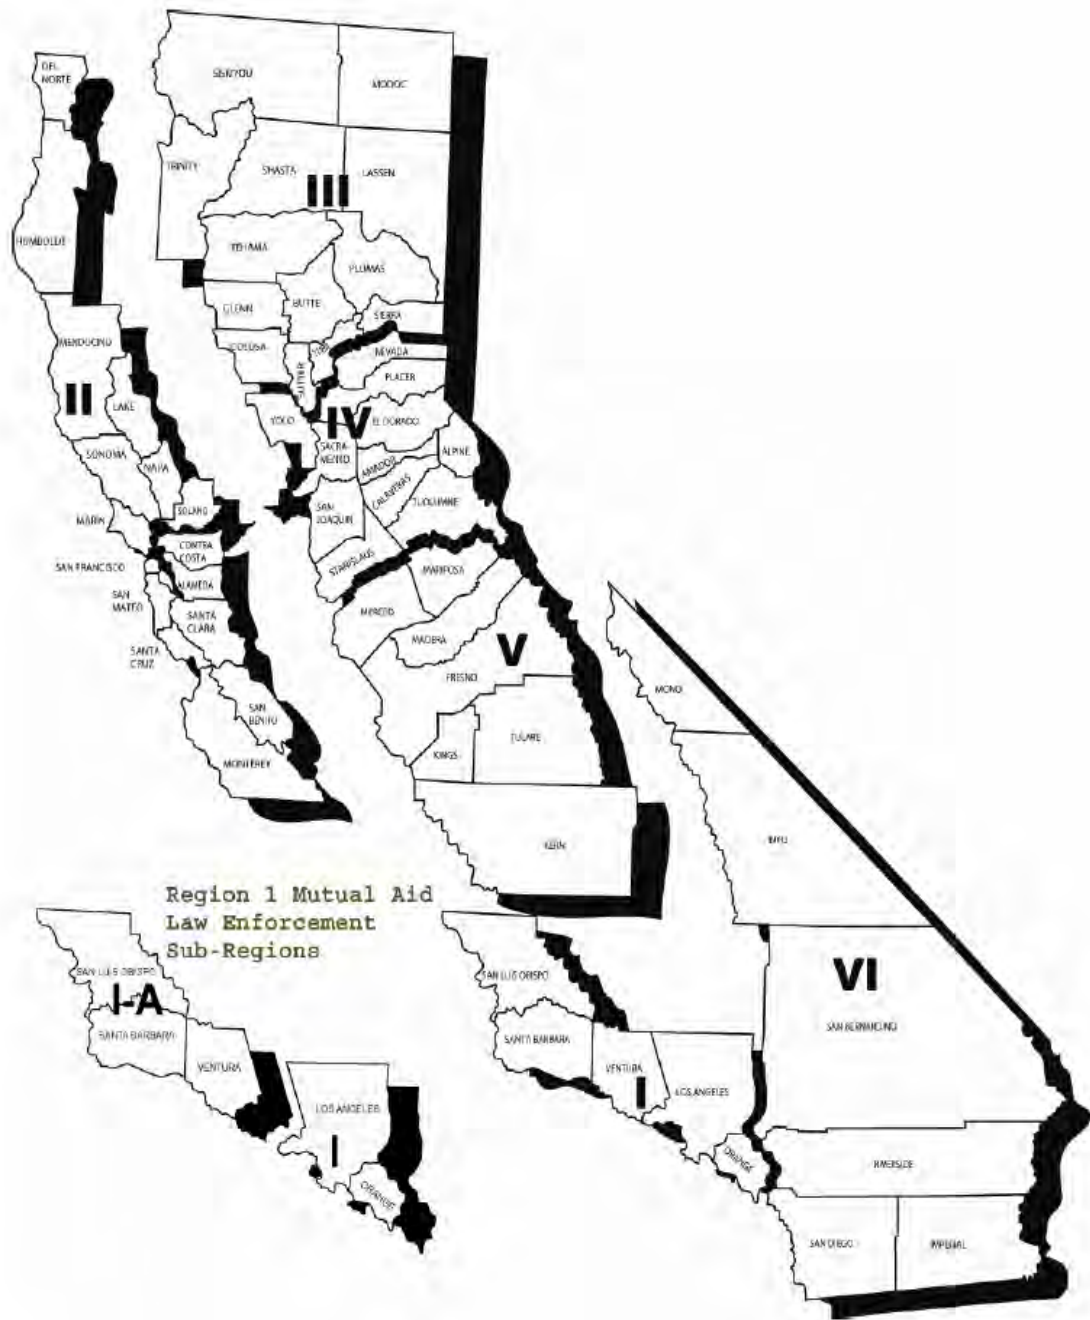 DEL
NORTE
SISKIYOU
MODOC
TRINITY
SHASTA
LASSEN
III
HUMBOLDT
TEHAMA
PLUMAS
GLENN
BUTTE
SIERRA
MENDOCINO
COLUSA
YUBA
NEVADA
SUTTER
PLACER
II
LAKE
YOLO
IV
EL DORADO
SONOMA
NAPA
SACRA-
MENTO
AMADOR
ALPINE
CALAVERAS
TUOLUMNE
MARIN
SOLANO
SAN
JOAQUIN
CONTRA
COSTA
STANISLAUS
SAN FRANCISCO
ALAMEDA
MARIPOSA
SAN
MATEO
SANTA
CLARA
MERCED
MADERA
SANTA
CRUZ
V
FRESNO
MONO
SAN
BENITO
TULARE
KINGS
MONTEREY
INYO
KERN
Region 1 Mutual Aid
Law Enforcement
Sub-Regions
SAN LUIS OBISPO
I-A
SANTA BARBARA
VENTURA
LOS ANGELES
I
ORANGE
SAN LUIS OBISPO
SANTA BARBARA
VENTURA
I
LOS ANGELES
ORANGE
VI
SAN BERNARDINO
RIVERSIDE
SAN DIEGO
IMPERIAL